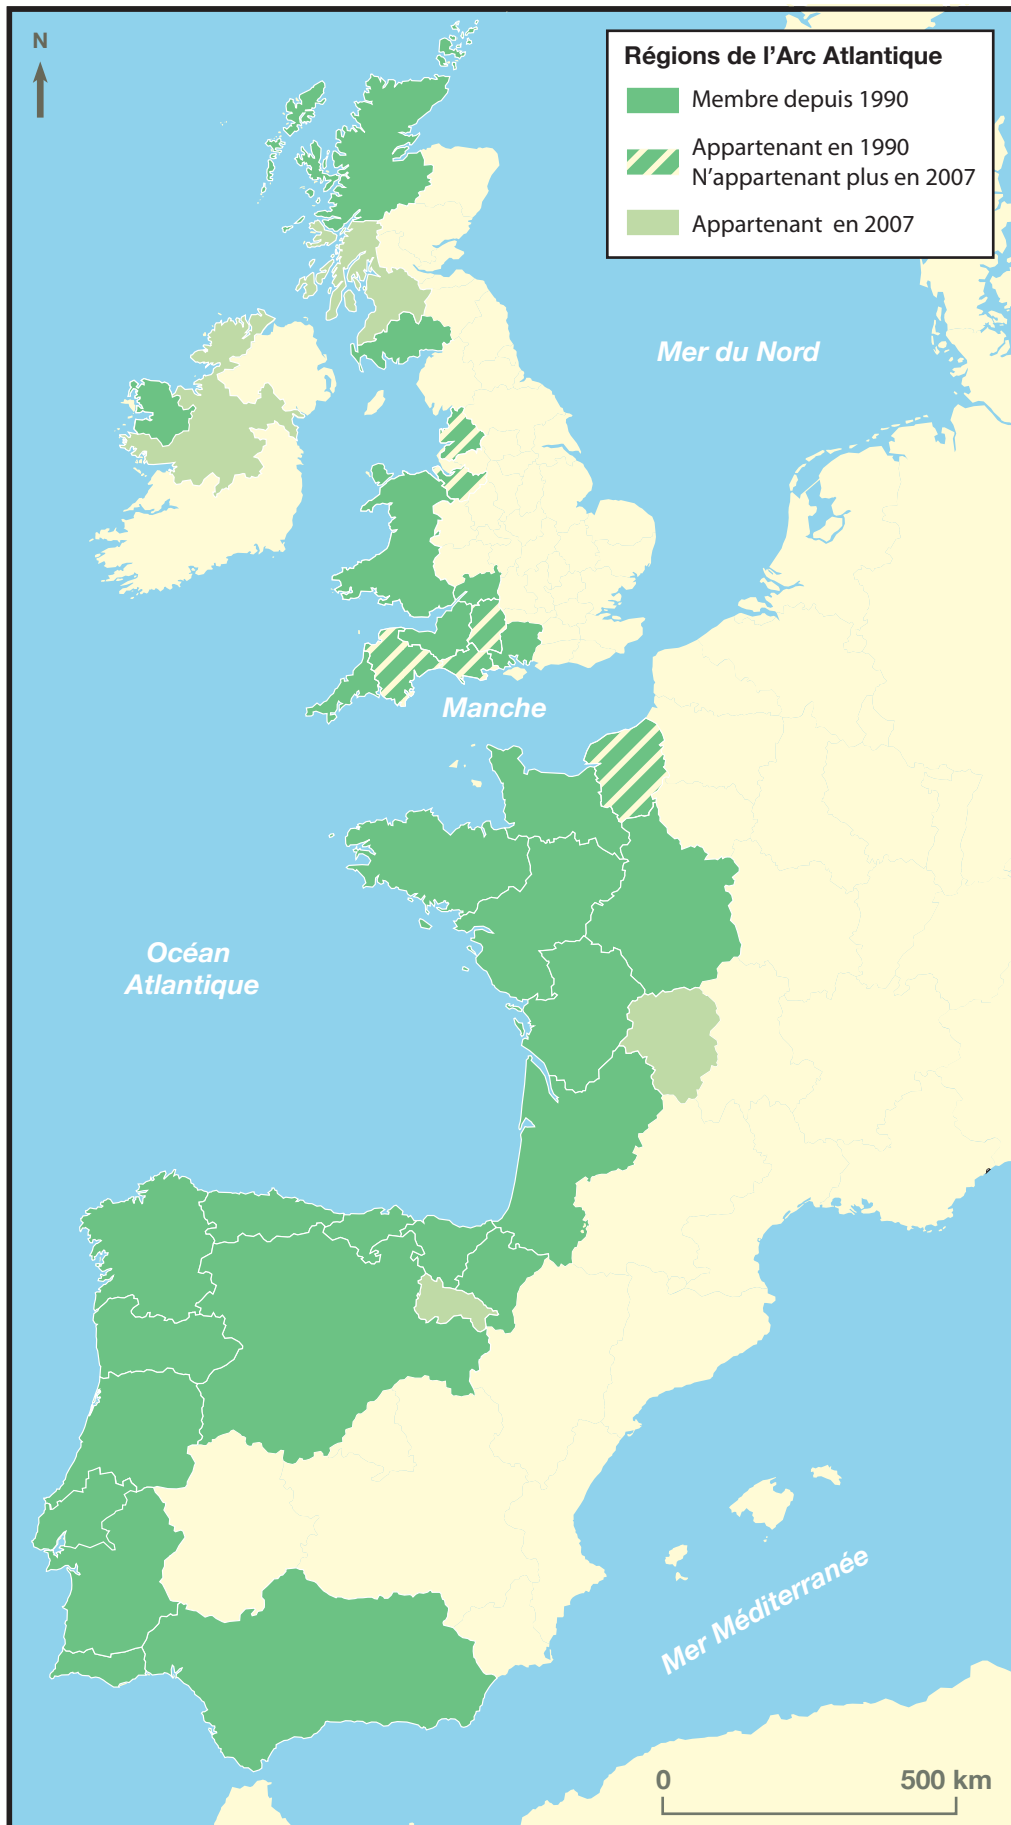 N
Régions de l'Arc Atlantique
Membre depuis 1990
Appartenant en 1990
N'appartenant plus en 2007
Appartenant en 2007
Mer du Nord
Manche
Océan
Atlantique
Mer Méditerranée
0 500 km